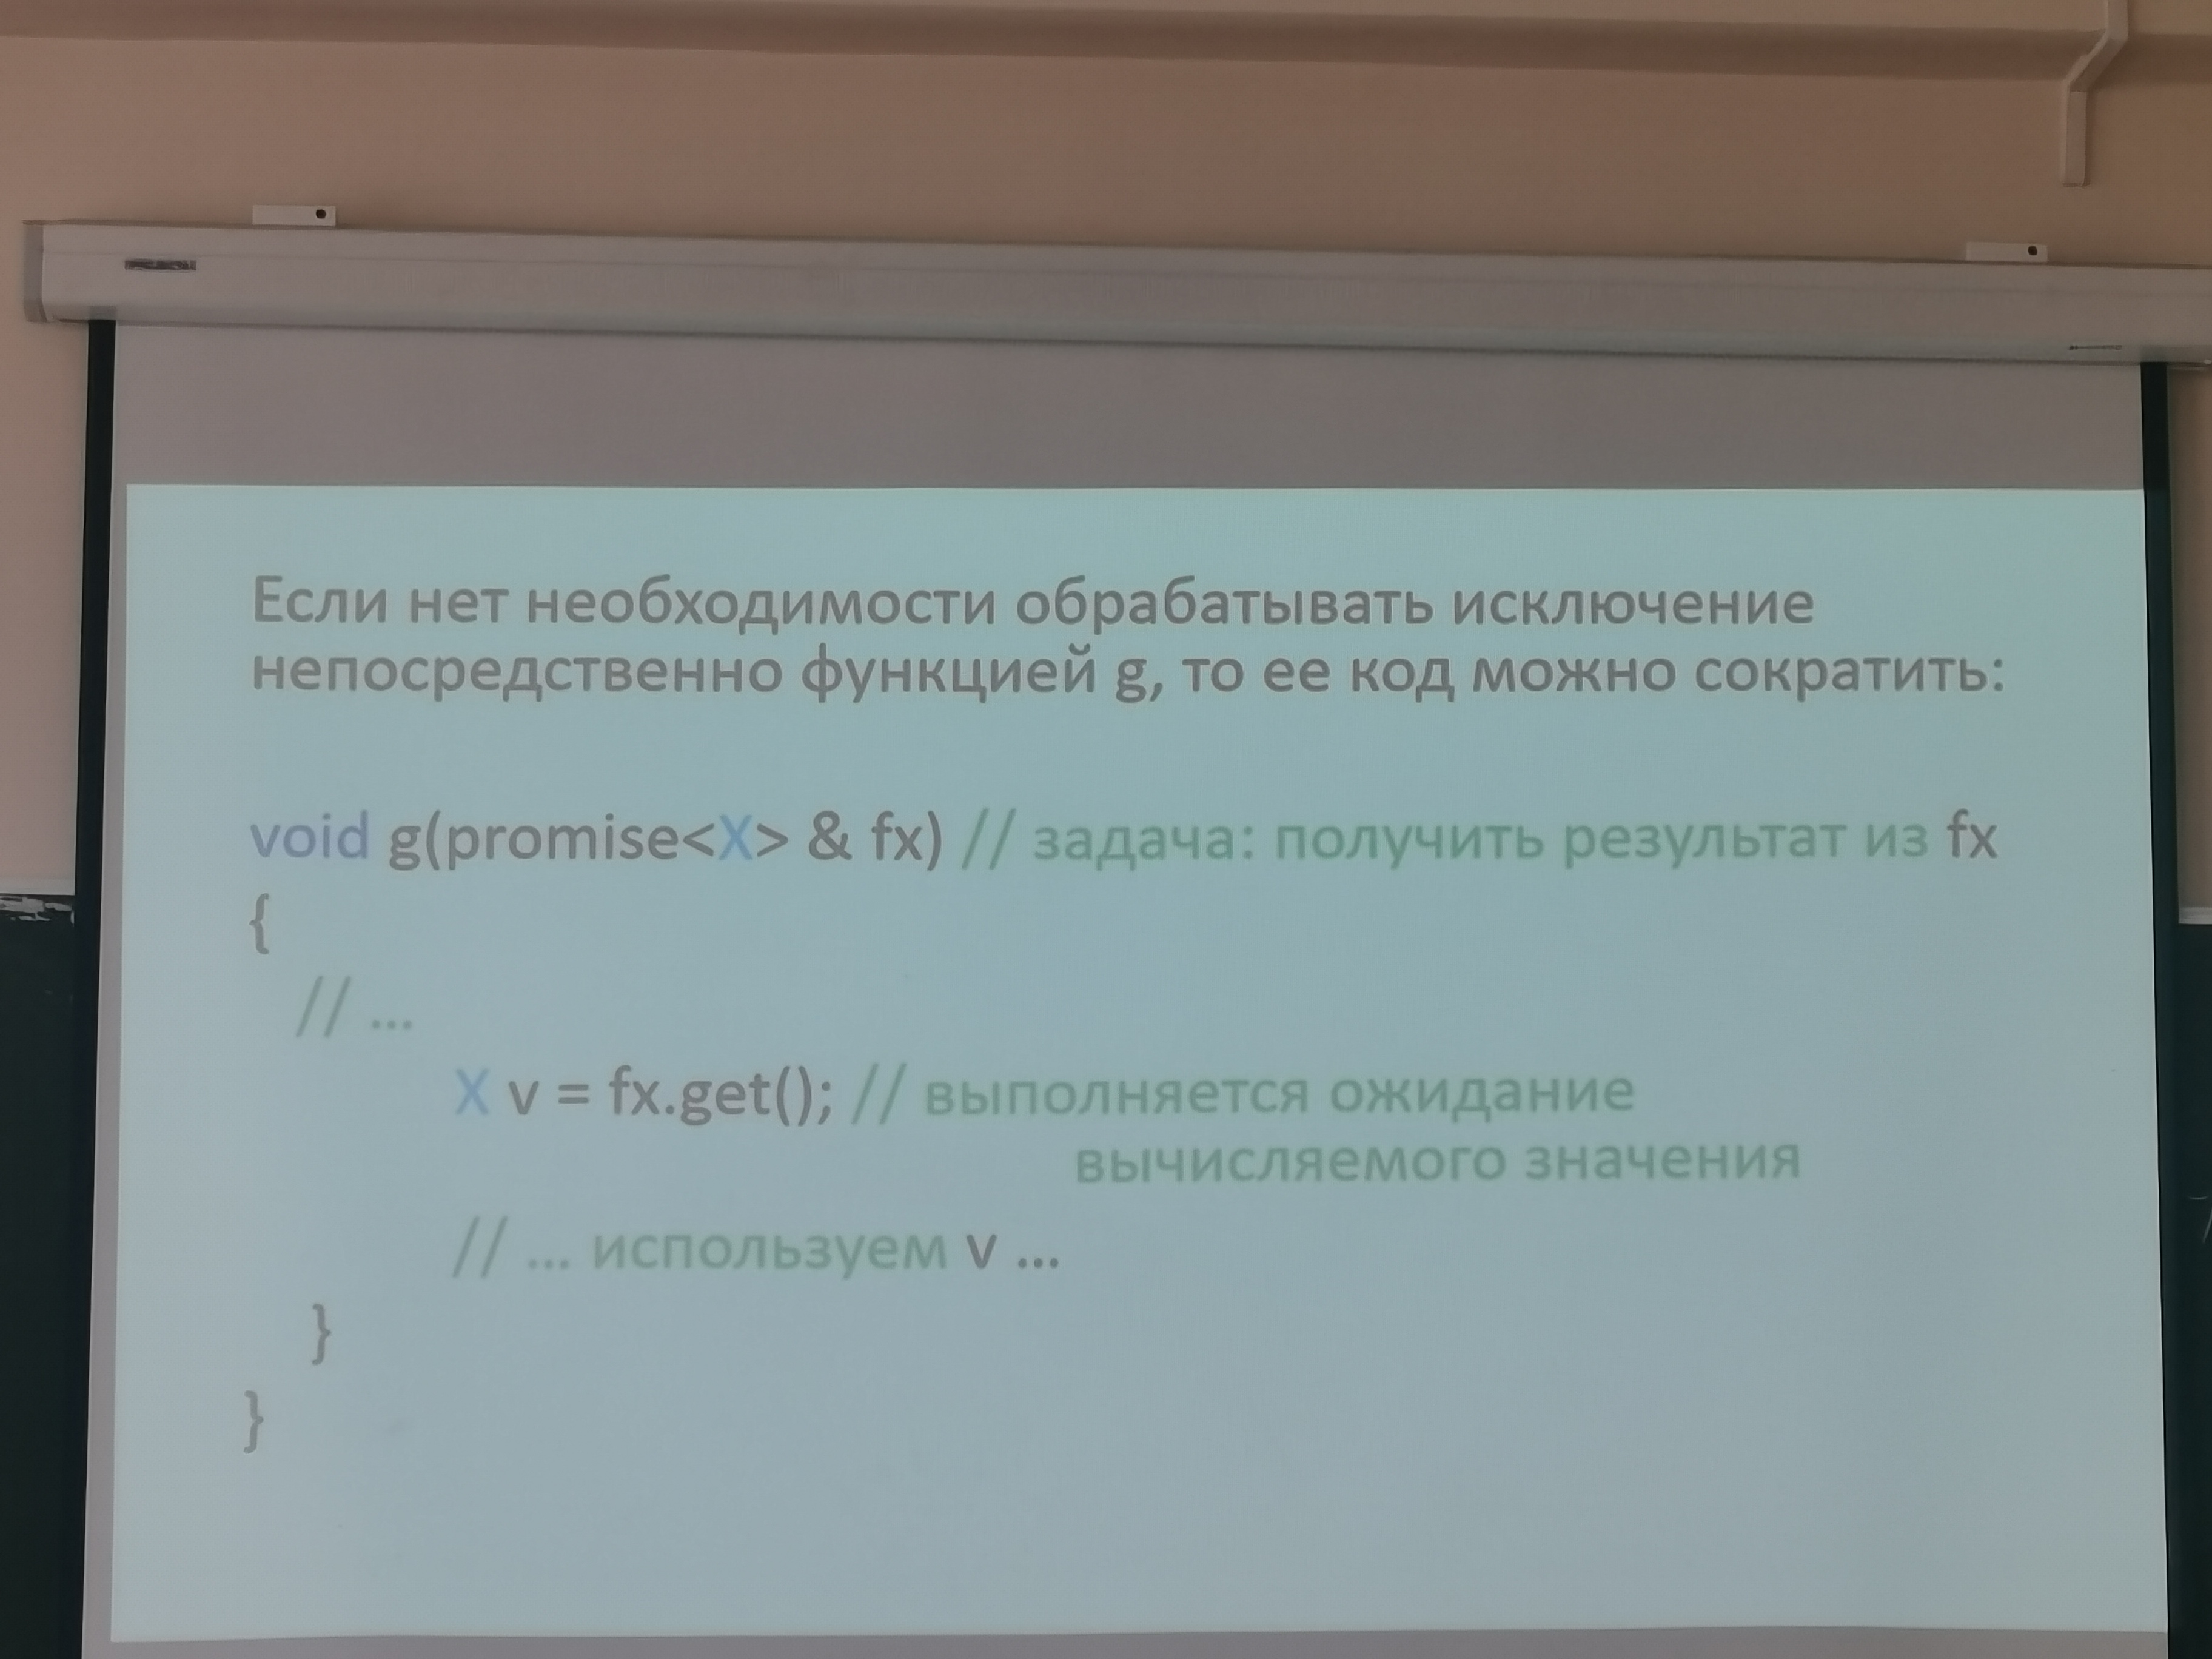 Если нет необходимости обрабатывать исключение
непосредственно функцией g, то ее код можно сократить:
void g(promise<X> & fx) // задача: получить результат из fx
{
// ...
X v = fx.get(); // выполняется ожидание
вычисляемого значения
// ... используем v ...
}
}